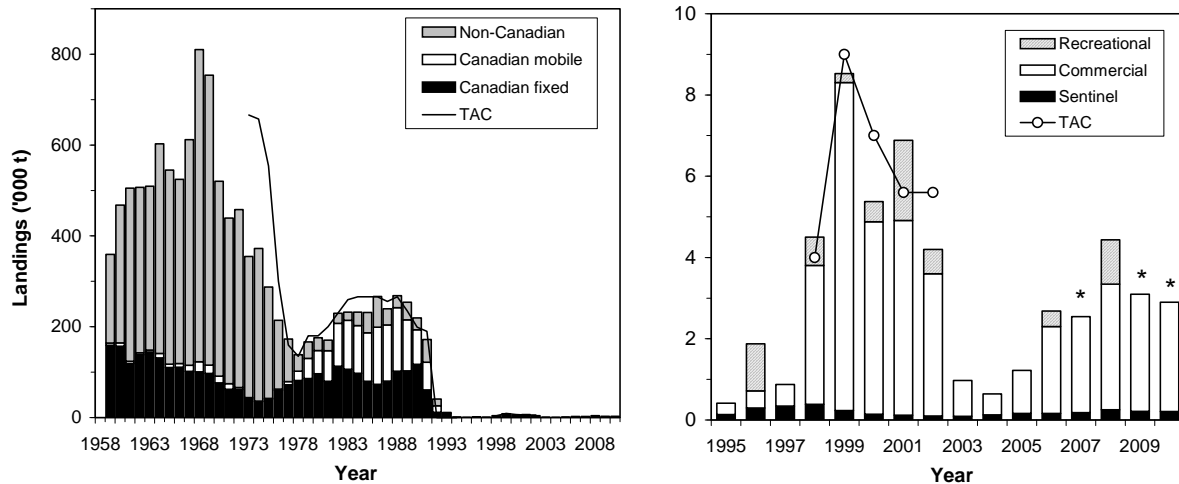 800
600
400
200
0
Landings ('000 t)
1958 1963 1968 1973 1978 1983 1988 1993 1998 2003 2008
Year
Non-Canadian
Canadian mobile
Canadian fixed
TAC
10
8
6
4
2
0
1995 1997 1999 2001 2003 2005 2007 2009
Year
Recreational
Commercial
Sentinel
TAC
* * *